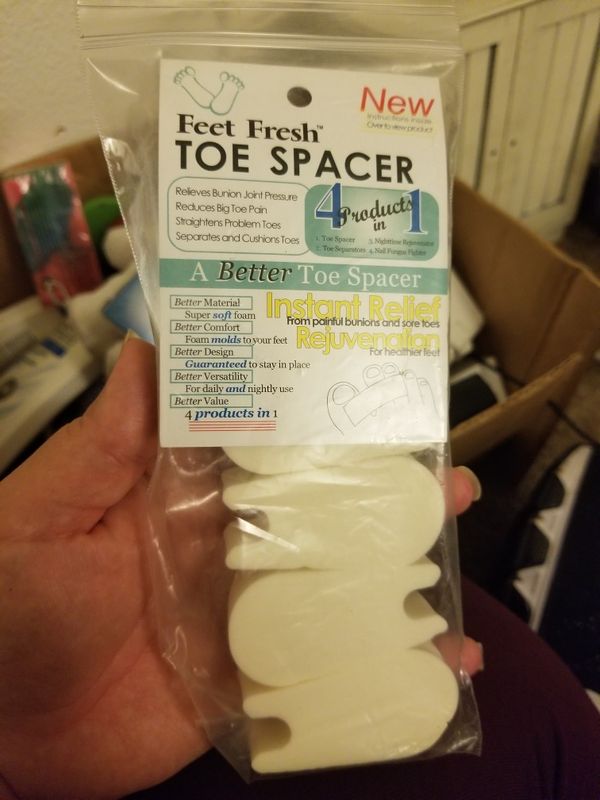 New
Instructions Inside
Over to view product
Feet Fresh™
TOE SPACER
Relieves Bunion Joint Pressure
Reduces Big Toe Pain
Straightens Problem Toes
Separates and Cushions Toes
4 Products in 1
1. Toe Spacer 3. Nighttime Rejuvenator
2. Toe Separators 4. Nail Fungus Fighter
A Better Toe Spacer
Better Material
Super soft foam
Better Comfort
Foam molds to your feet
Better Design
Guaranteed to stay in place
Better Versatility
For daily and nightly use
Better Value
4 products in 1
Instant Relief
From painful bunions and sore toes
Rejuvenation
For healthier feet